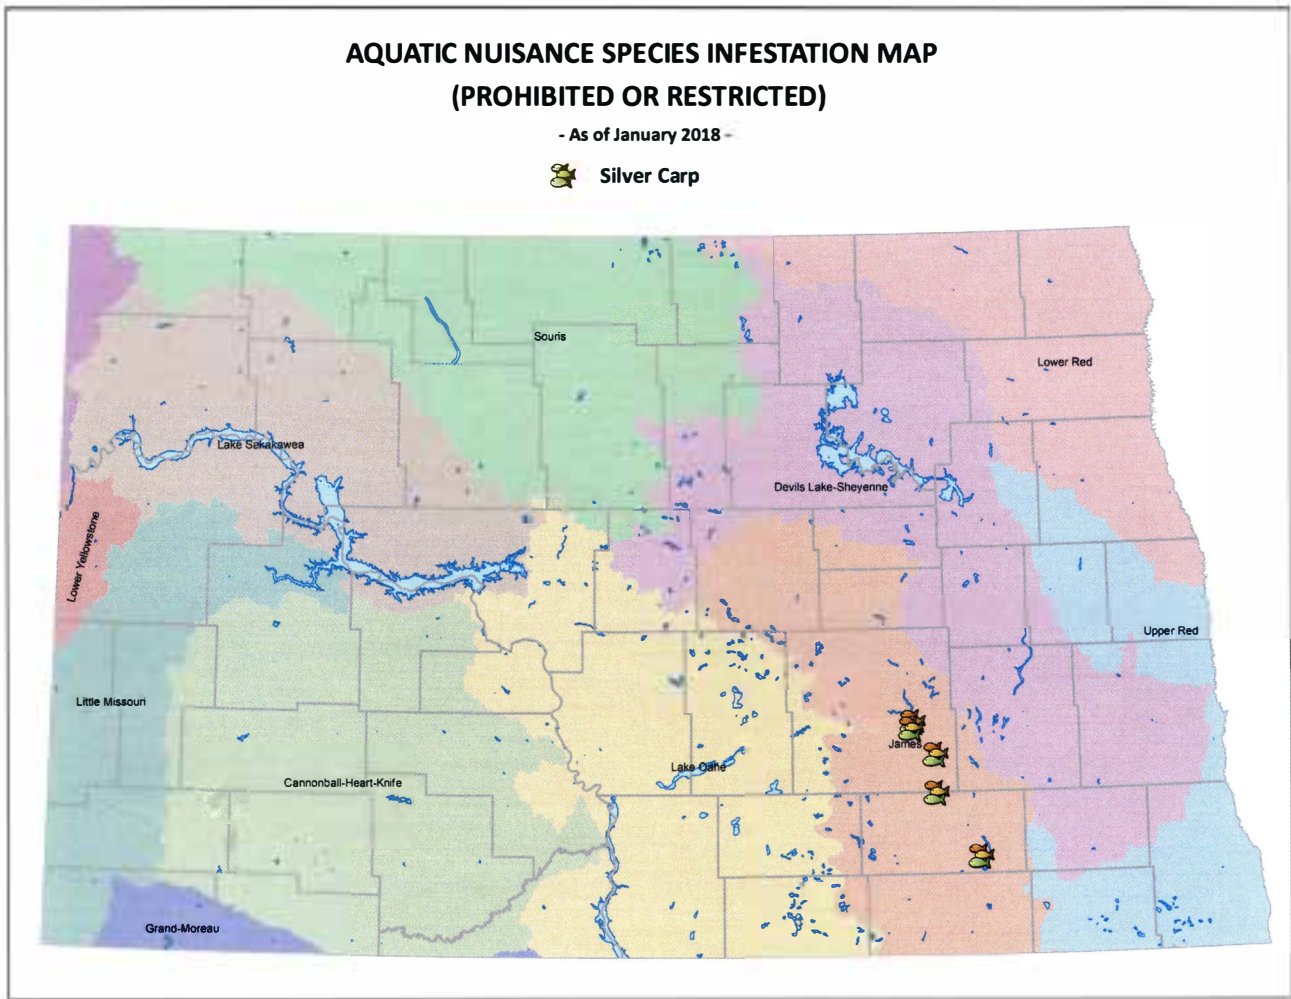 AQUATIC NUISANCE SPECIES INFESTATION MAP
(PROHIBITED OR RESTRICTED)
- As of January 2018 -
Silver Carp
Souris
Lower Red
Lake Sakakawea
Devils Lake-Sheyenne
Lower Yellowstone
Upper Red
Little Missouri
James
Lake Oahe
Cannonball-Heart-Knife
Grand-Moreau